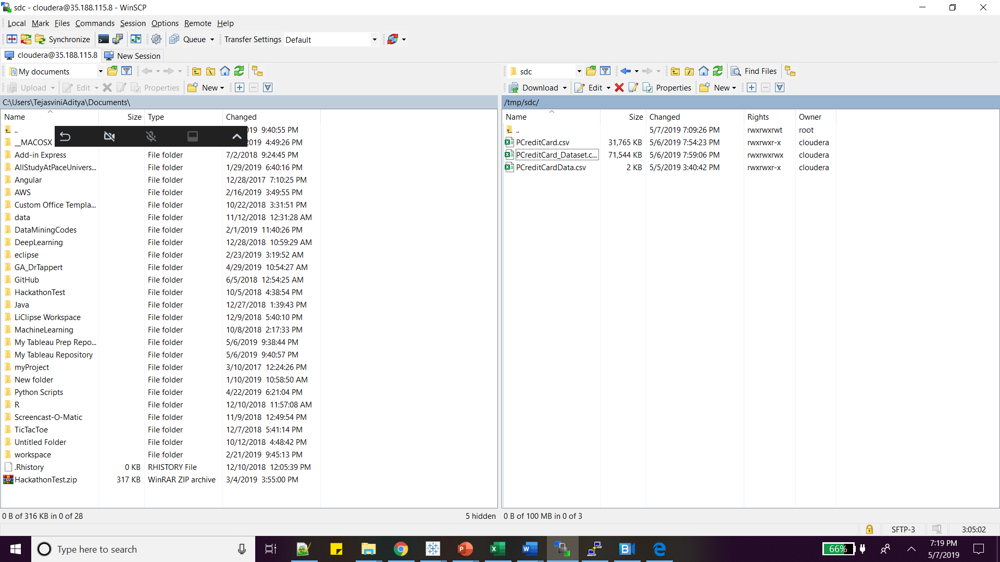 sdc - cloudera@35.188.115.8 - WinSCP
Local Mark Files Commands Session Options Remote Help
Synchronize Queue Transfer Settings Default
cloudera@35.188.115.8 New Session
My documents
Upload Edit Properties New
C:\Users\TejasviniAditya\Documents\
Name Size Type Changed
.. 019 9:40:55 PM
__MACOSX 2019 4:49:26 PM
Add-in Express File folder 7/2/2018 9:24:45 PM
AllStudyAtPaceUnivers... File folder 1/29/2019 6:40:16 PM
Angular File folder 12/28/2017 7:10:25 PM
AWS File folder 2/16/2019 3:49:55 PM
Custom Office Templa... File folder 10/22/2018 3:31:51 PM
data File folder 11/12/2018 12:31:28 AM
DataMiningCodes File folder 2/1/2019 11:40:26 PM
DeepLearning File folder 12/28/2018 10:59:29 AM
eclipse File folder 2/23/2019 3:19:52 AM
GA_DrTappert File folder 4/29/2019 10:54:27 AM
GitHub File folder 6/5/2018 12:54:25 AM
HackathonTest File folder 10/5/2018 4:38:54 PM
Java File folder 12/27/2018 1:39:43 PM
LiClipse Workspace File folder 12/9/2018 5:40:10 PM
MachineLearning File folder 10/8/2018 2:17:33 PM
My Tableau Prep Repo... File folder 5/6/2019 9:38:44 PM
My Tableau Repository File folder 5/6/2019 9:40:57 PM
myProject File folder 3/10/2017 12:24:26 PM
New folder File folder 1/10/2019 10:58:50 AM
Python Scripts File folder 4/22/2019 6:21:04 PM
R File folder 12/10/2018 11:57:08 AM
Screencast-O-Matic File folder 11/9/2018 12:49:54 PM
TicTacToe File folder 12/7/2018 5:41:14 PM
Untitled Folder File folder 10/12/2018 4:48:42 PM
workspace File folder 2/21/2019 9:45:13 PM
.Rhistory 0 KB RHISTORY File 12/10/2018 12:05:39 PM
HackathonTest.zip 317 KB WinRAR ZIP archive 3/4/2019 3:55:00 PM
0 B of 316 KB in 0 of 28 5 hidden
sdc Find Files
Download Edit Properties New
/tmp/sdc/
Name Size Changed Rights Owner
.. 5/7/2019 7:09:26 PM rwxrwxrwt root
PCreditCard.csv 31,765 KB 5/6/2019 7:54:23 PM rwxrwxr-x cloudera
PCreditCard_Dataset.c... 71,544 KB 5/6/2019 7:59:06 PM rwxrwxrwx cloudera
PCreditCardData.csv 2 KB 5/5/2019 3:40:42 PM rwxrwxr-x cloudera
0 B of 100 MB in 0 of 3
SFTP-3 3:05:02
Type here to search
66%
7:19 PM
5/7/2019